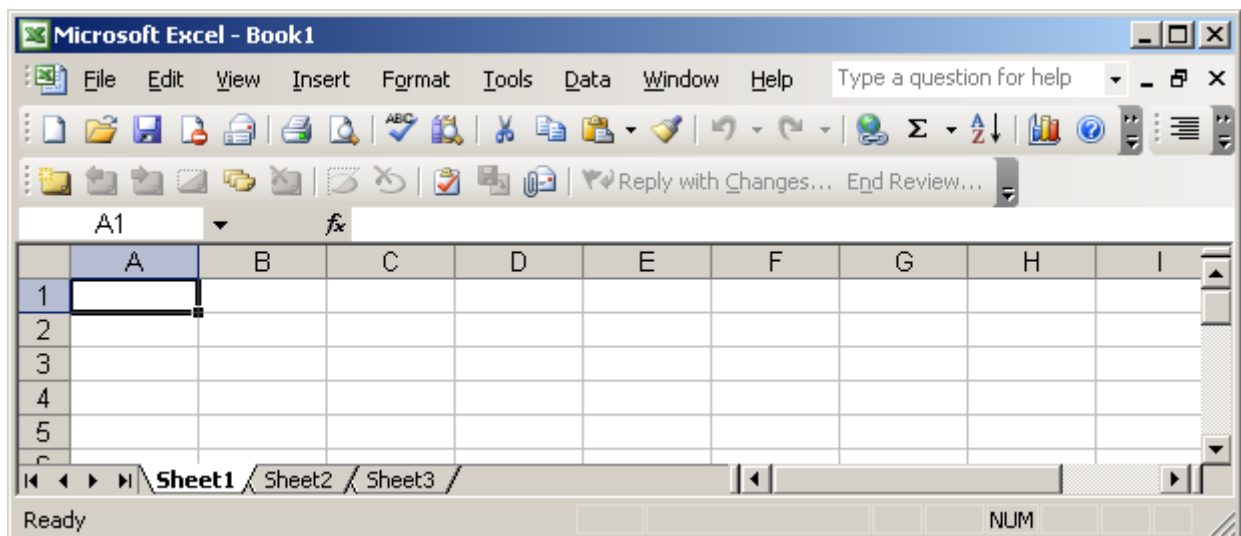 Microsoft Excel - Book1
File Edit View Insert Format Tools Data Window Help Type a question for help
ABC Σ A Z
Reply with Changes... End Review...
A1 fx
A B C D E F G H I
1
2
3
4
5
Sheet1 Sheet2 Sheet3
Ready NUM